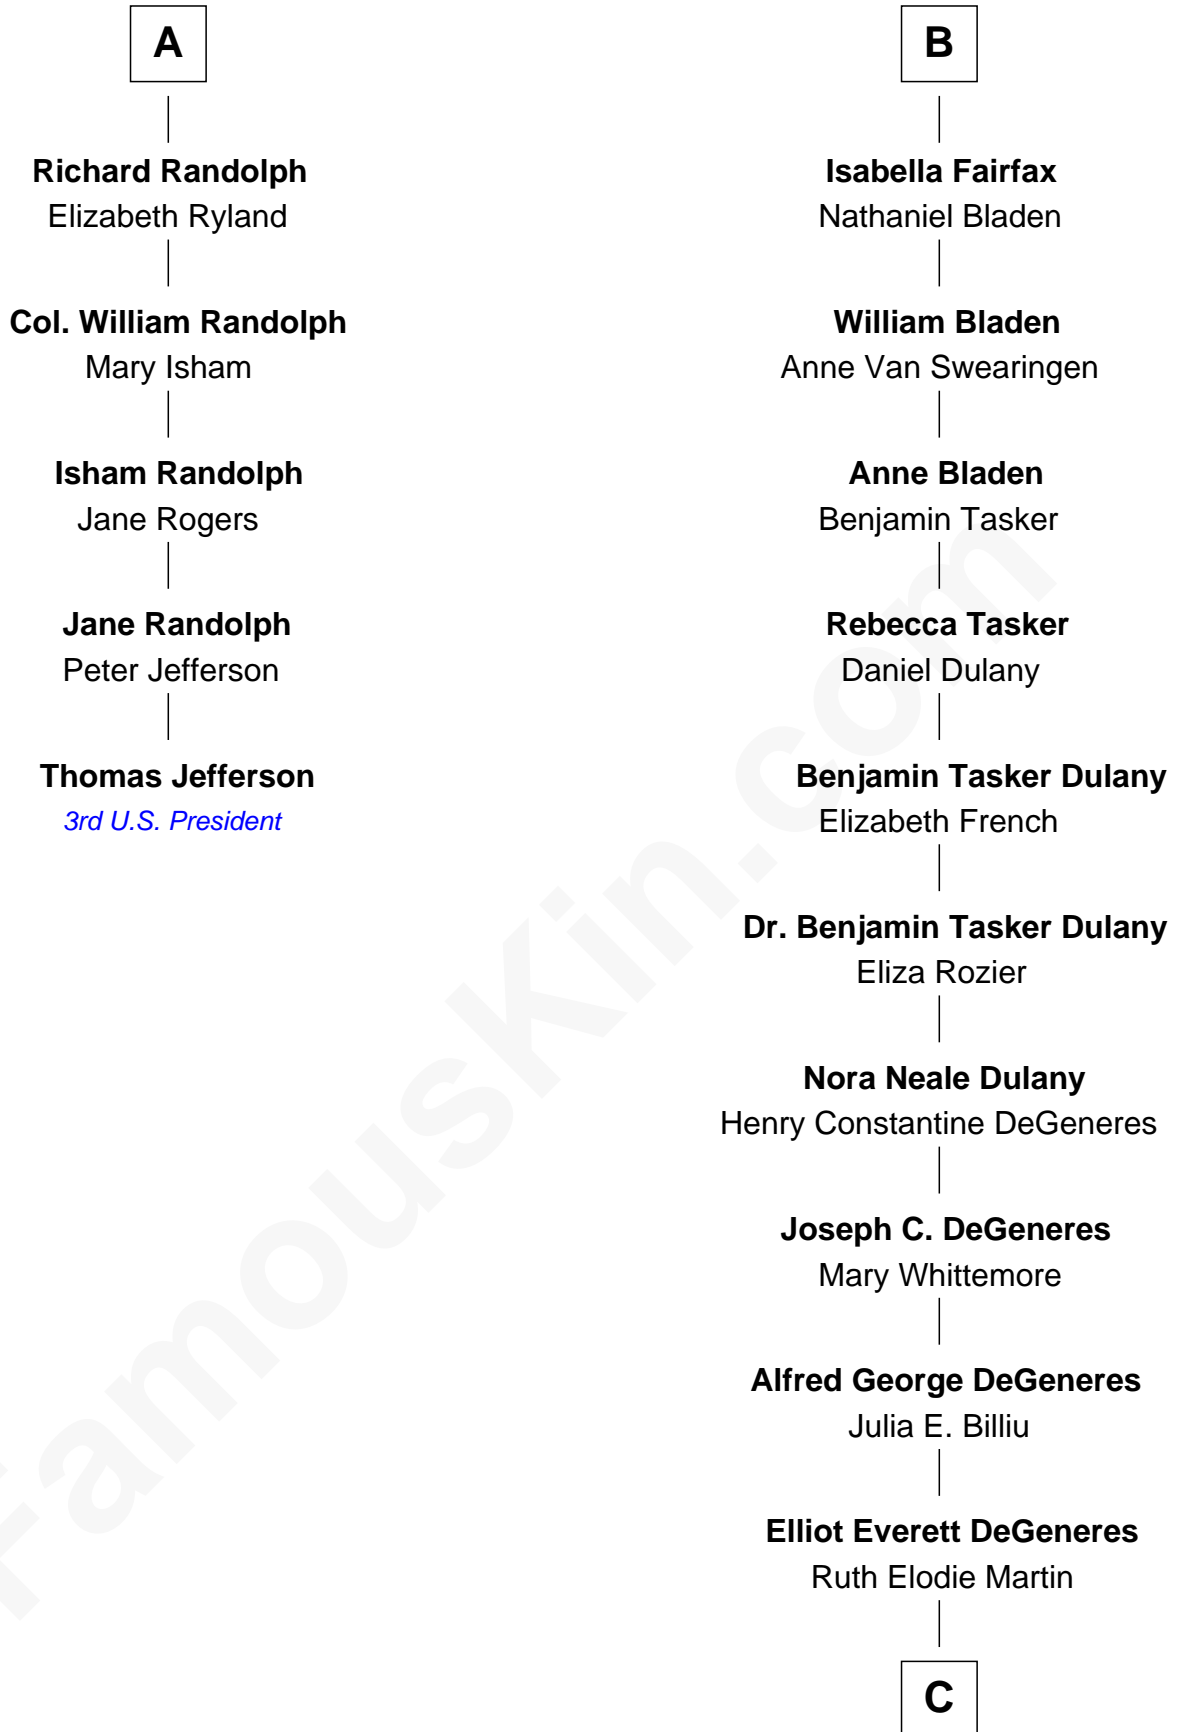 A
Richard Randolph
Elizabeth Ryland
Col. William Randolph
Mary Isham
Isham Randolph
Jane Rogers
Jane Randolph
Peter Jefferson
Thomas Jefferson
3rd U.S. President
B
Isabella Fairfax
Nathaniel Bladen
William Bladen
Anne Van Swearingen
Anne Bladen
Benjamin Tasker
Rebecca Tasker
Daniel Dulany
Benjamin Tasker Dulany
Elizabeth French
Dr. Benjamin Tasker Dulany
Eliza Rozier
Nora Neale Dulany
Henry Constantine DeGeneres
Joseph C. DeGeneres
Mary Whittemore
Alfred George DeGeneres
Julia E. Billiu
Elliot Everett DeGeneres
Ruth Elodie Martin
C
FamousKin.com